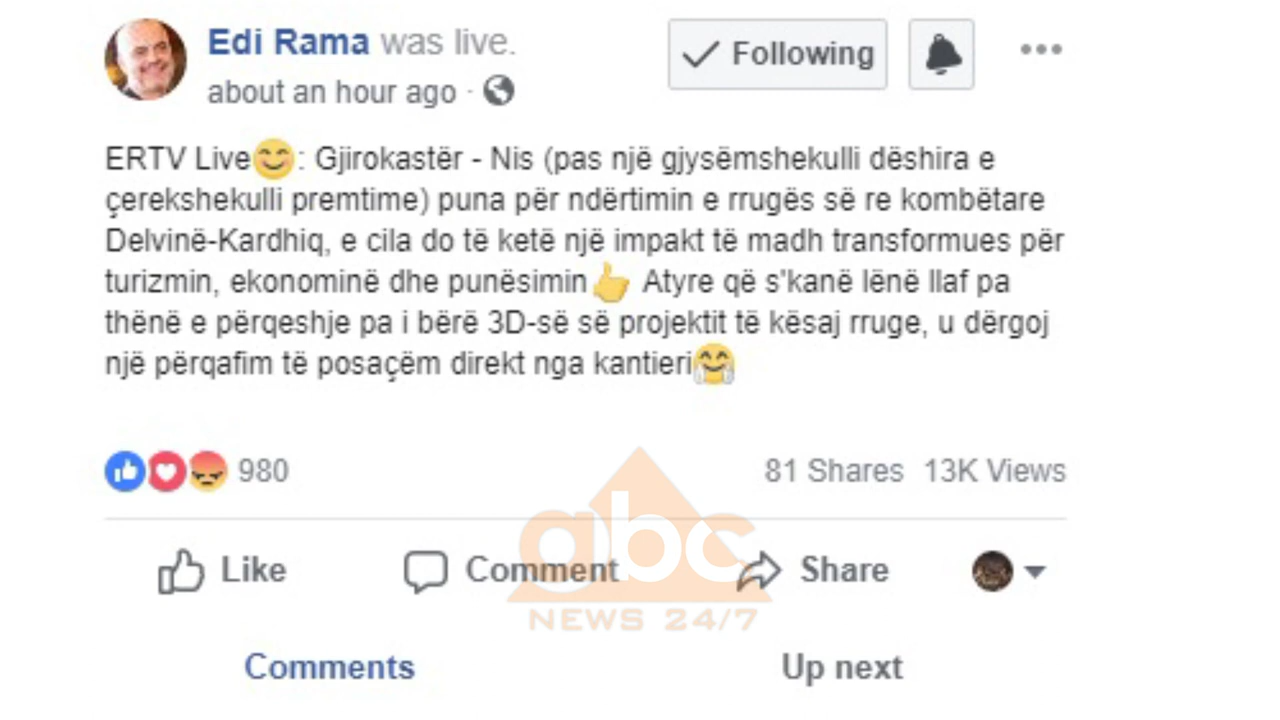 Edi Rama was live.
Following
about an hour ago ·
ERTV Live😊: Gjirokastër - Nis (pas një gjysëmshekulli dëshira e
çerekshekulli premtime) puna për ndërtimin e rrugës së re kombëtare
Delvinë-Kardhiq, e cila do të ketë një impakt të madh transformues për
turizmin, ekonominë dhe punësimin👍 Atyre që s'kanë lënë llaf pa
thënë e përqeshje pa i bërë 3D-së së projektit të kësaj rruge, u dërgoj
një përqafim të posaçëm direkt nga kantieri🤗
980
81 Shares 13K Views
Like Comment Share
abc
NEWS 24/7
Comments Up next